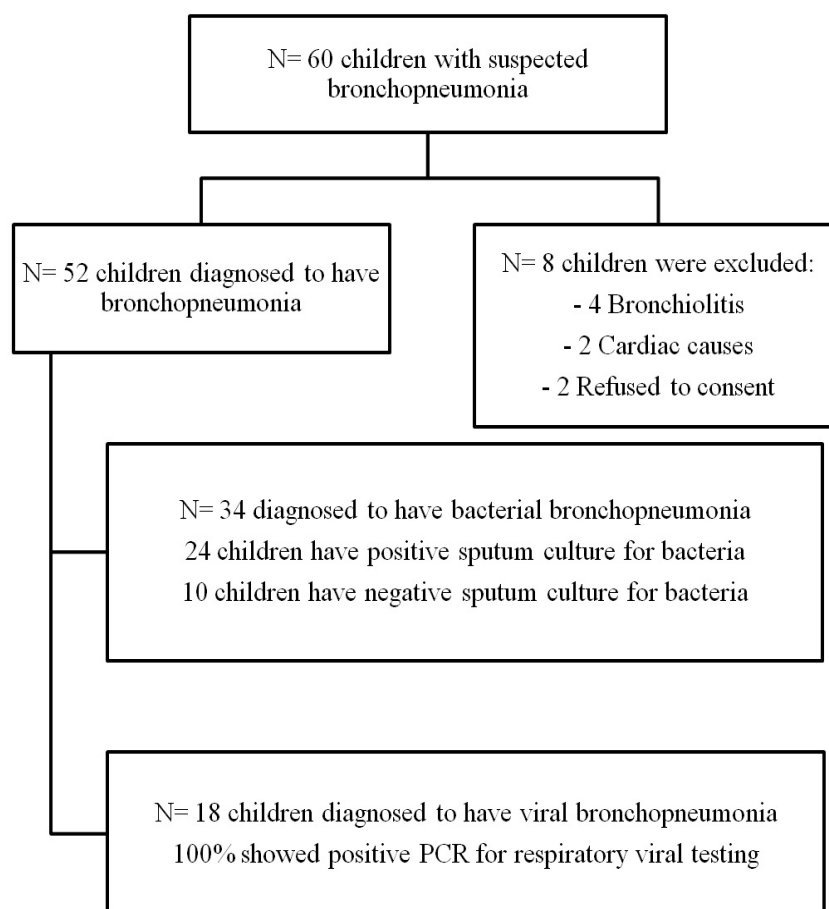 N= 60 children with suspected
bronchopneumonia
N= 52 children diagnosed to have
bronchopneumonia
N= 8 children were excluded:
- 4 Bronchiolitis
- 2 Cardiac causes
- 2 Refused to consent
N= 34 diagnosed to have bacterial bronchopneumonia
24 children have positive sputum culture for bacteria
10 children have negative sputum culture for bacteria
N= 18 children diagnosed to have viral bronchopneumonia
100% showed positive PCR for respiratory viral testing